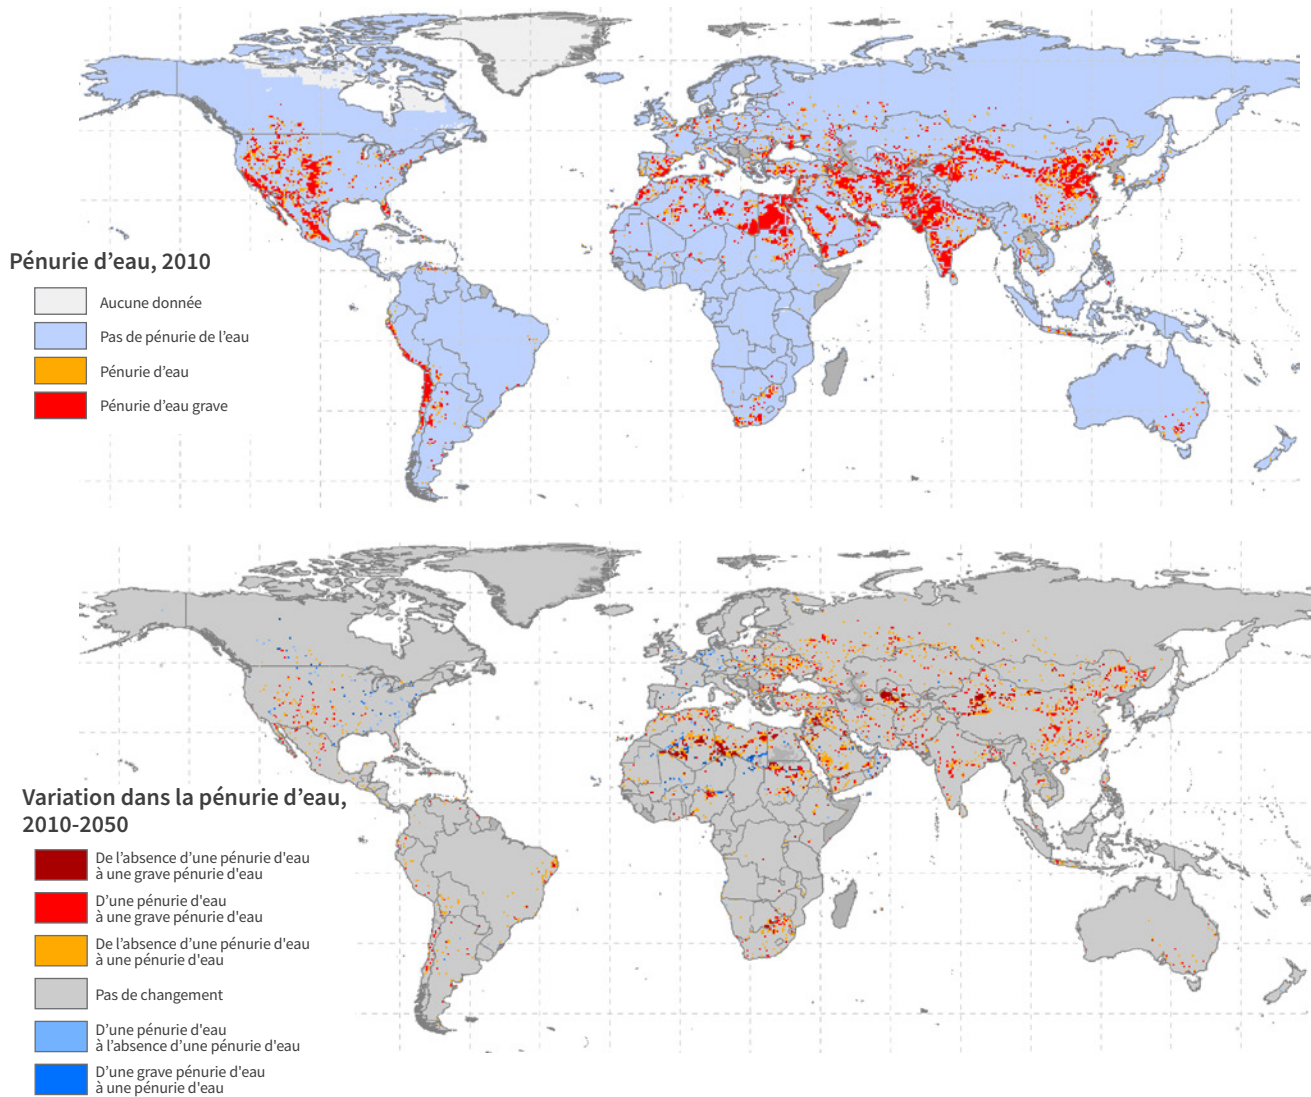 Pénurie d’eau, 2010
Aucune donnée
Pas de pénurie de l’eau
Pénurie d’eau
Pénurie d’eau grave
Variation dans la pénurie d’eau,
2010-2050
De l’absence d’une pénurie d'eau
à une grave pénurie d'eau
D’une pénurie d'eau
à une grave pénurie d'eau
De l’absence d’une pénurie d'eau
à une pénurie d'eau
Pas de changement
D’une pénurie d'eau
à l’absence d’une pénurie d'eau
D’une grave pénurie d'eau
à une pénurie d'eau